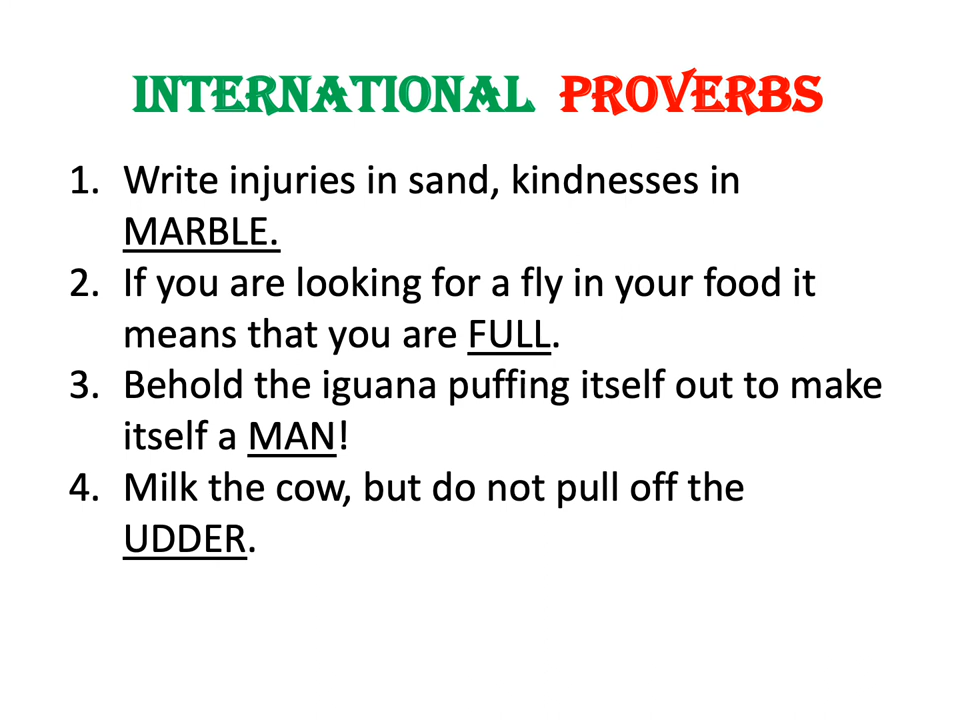 INTERNATIONAL PROVERBS
1. Write injuries in sand, kindnesses in
MARBLE.
2. If you are looking for a fly in your food it
means that you are FULL.
3. Behold the iguana puffing itself out to make
itself a MAN!
4. Milk the cow, but do not pull off the
UDDER.